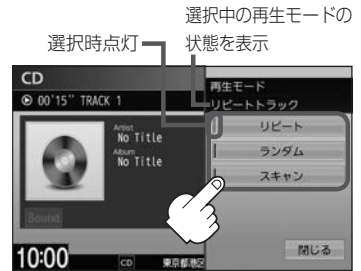 選択中の再生モードの
状態を表示
選択時点灯
CD
00'15" TRACK 1
Artist
No Title
Album
No Title
Sound
10:00
CD
東京都港区
再生モード
リピートトラック
リピート
ランダム
スキャン
閉じる